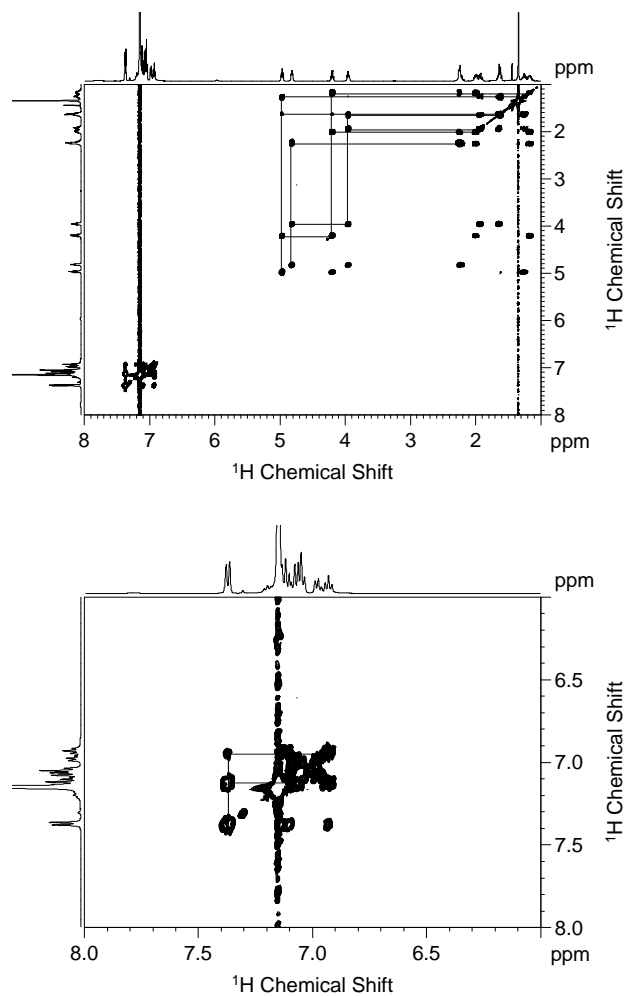 ppm
2
3
4
5
6
7
8
¹H Chemical Shift
8 7 6 5 4 3 2 ppm
¹H Chemical Shift
ppm
6.5
7.0
7.5
8.0
¹H Chemical Shift
8.0 7.5 7.0 6.5 ppm
¹H Chemical Shift